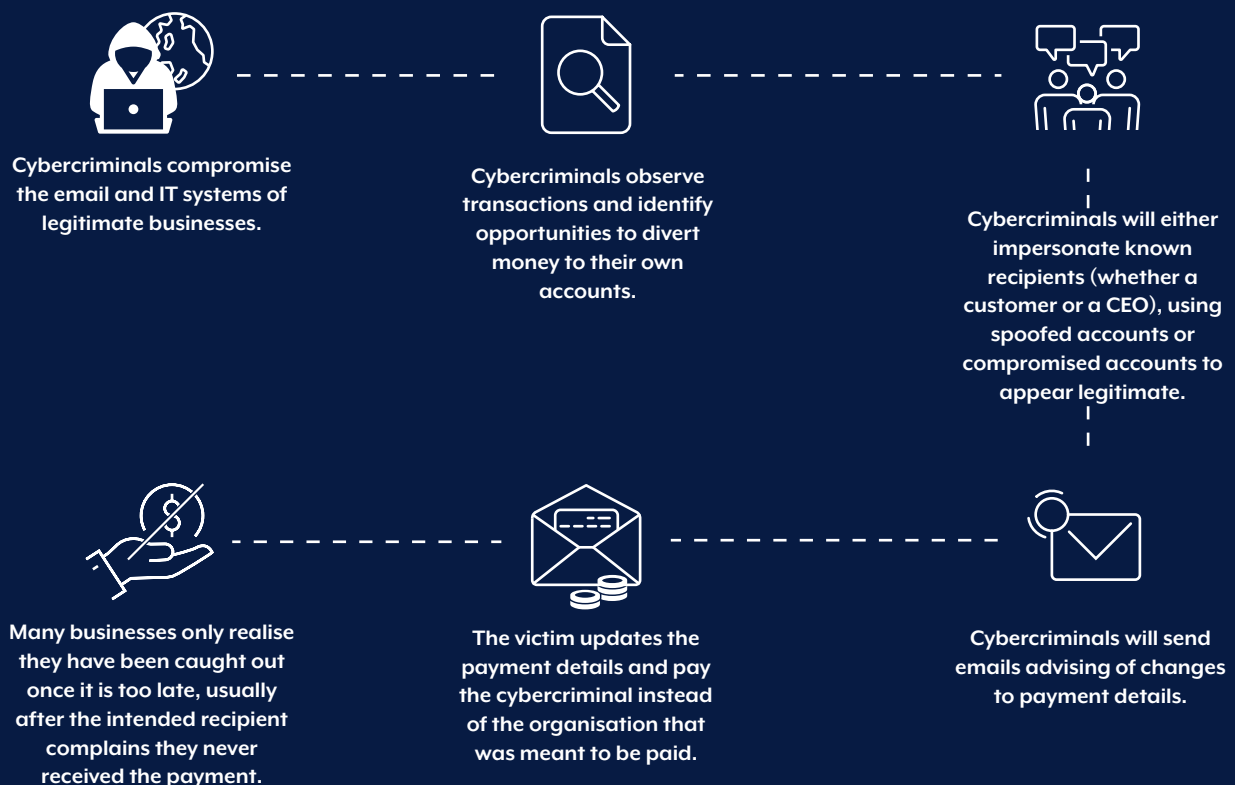 Cybercriminals compromise
the email and IT systems of
legitimate businesses.
Cybercriminals observe
transactions and identify
opportunities to divert
money to their own
accounts.
Cybercriminals will either
impersonate known
recipients (whether a
customer or a CEO), using
spoofed accounts or
compromised accounts to
appear legitimate.
Cybercriminals will send
emails advising of changes
to payment details.
The victim updates the
payment details and pay
the cybercriminal instead
of the organisation that
was meant to be paid.
Many businesses only realise
they have been caught out
once it is too late, usually
after the intended recipient
complains they never
received the payment.